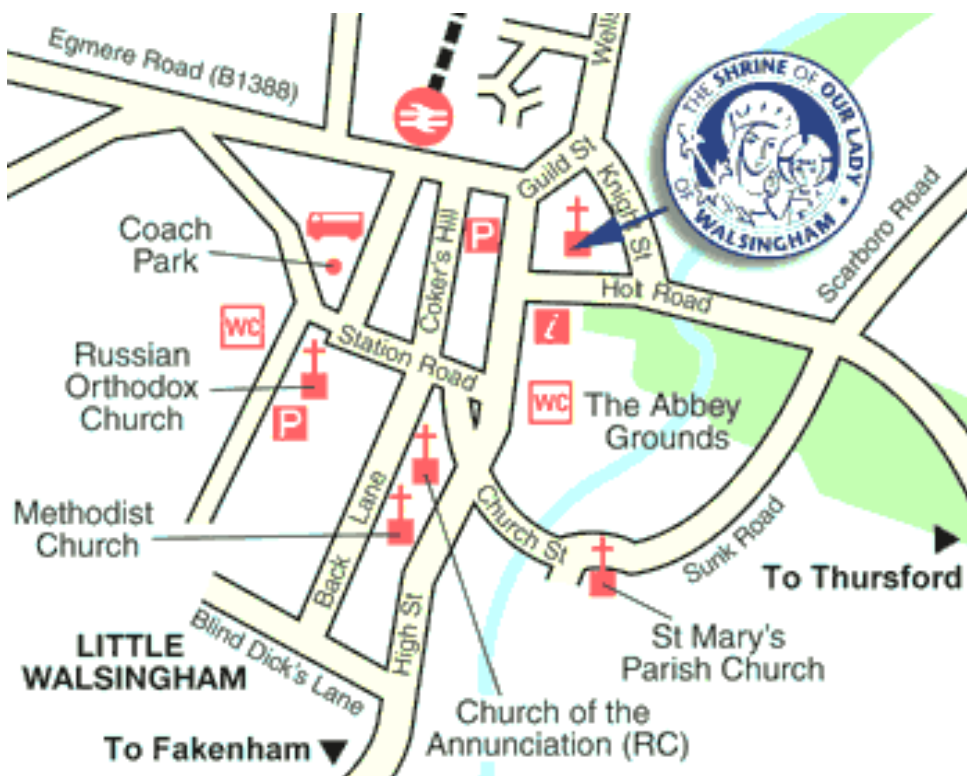 Egmere Road (B1388)
Wells
THE SHRINE OF OUR LADY
OF WALSINGHAM
Guild St
Knight St
Scarboro Road
Coach
Park
Coker's Hill
P
Holt Road
WC
i
Station Road
Russian
Orthodox
Church
WC
The Abbey
Grounds
P
Methodist
Church
Back Lane
Church St
Sunk Road
To Thursford
High St
Blind Dick's Lane
St Mary's
Parish Church
LITTLE
WALSINGHAM
Church of the
Annunciation (RC)
To Fakenham